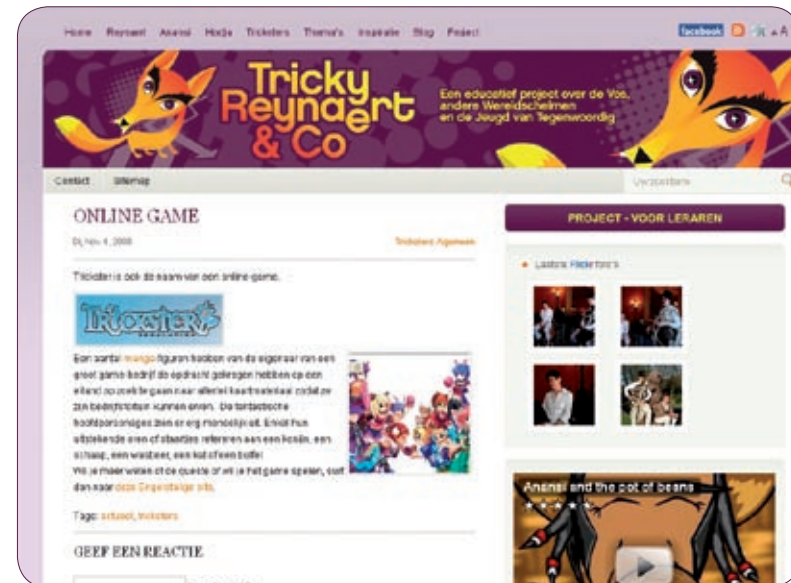 Home Reynaert Anansi Hodja Tricksters Thema's Inspiratie Blog Project
facebook
A A
Tricky
Reynaert
& Co
Een educatief project over de Vos,
andere Wereldschelmen
en de Jeugd van Tegenwoordig
Contact Sitemap
ONLINE GAME
Di, Nov 4, 2008
Tricksters Algemeen
Trickster is ook de naam van een online-game.
TRICKSTER
Een aantal manga figuren hebben van de eigenaar van een
groot game-bedrijf de opdracht gekregen hebben op een
eiland op zoek te gaan naar allerlei kaartmateriaal zodat ze
zijn bedrijf kunnen erven. De fantastische
hoofdpersonages zien er erg menselijk uit. Enkel hun
uitstekende oren of staartjes refereren aan een konijn, een
schaap, een wasbeer, een kat of een buffel
Wil je meer weten of de queste of wil je het game spelen, surf
dan naar deze Engelstalige site.
Tags: actueel, tricksters
GEEF EEN REACTIE
PROJECT - VOOR LERAREN
Laatste Flickr foto's
Anansi and the pot of beans